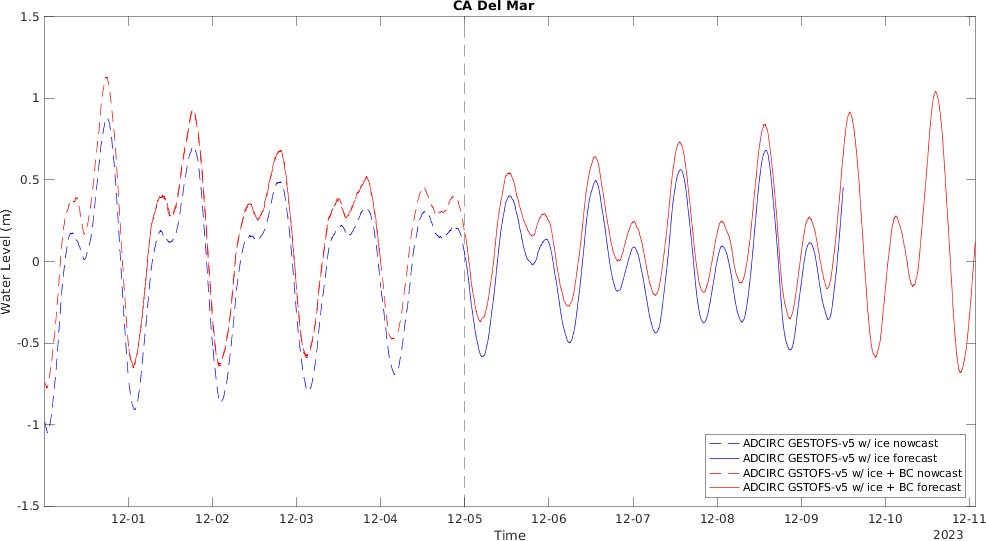 CA Del Mar
1.5
1
0.5
0
-0.5
-1
-1.5
Water Level (m)
12-01 12-02 12-03 12-04 12-05 12-06 12-07 12-08 12-09 12-10 12-11
Time
2023
ADCIRC GESTOFS-v5 w/ ice nowcast
ADCIRC GESTOFS-v5 w/ ice forecast
ADCIRC GSTOFS-v5 w/ ice + BC nowcast
ADCIRC GSTOFS-v5 w/ ice + BC forecast